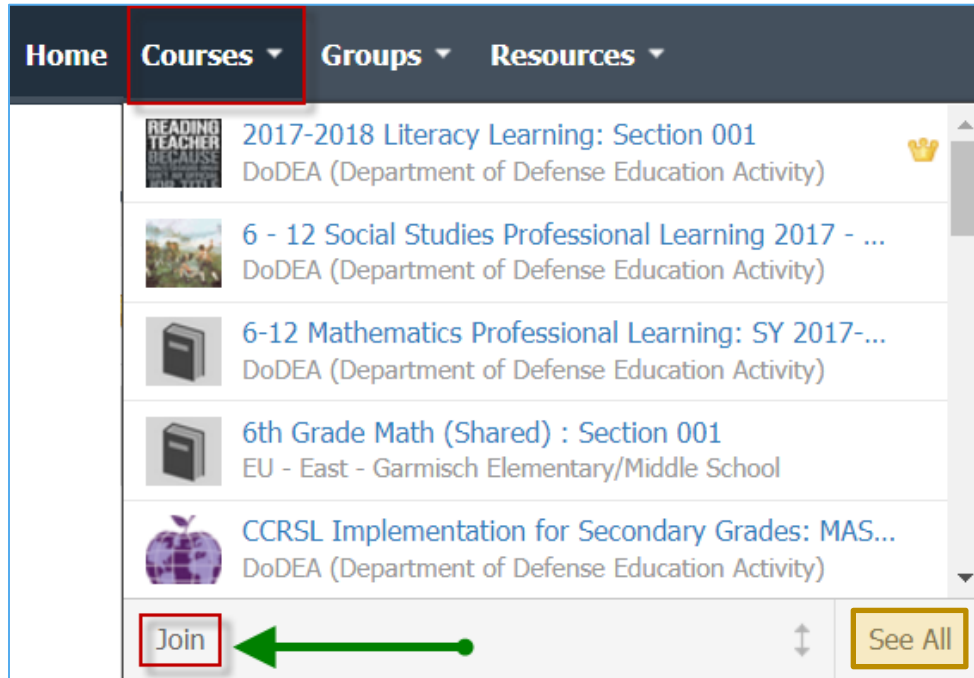 Home Courses Groups Resources
READING
TEACHER
BECAUSE
2017-2018 Literacy Learning: Section 001
DoDEA (Department of Defense Education Activity)
6 - 12 Social Studies Professional Learning 2017 - ...
DoDEA (Department of Defense Education Activity)
6-12 Mathematics Professional Learning: SY 2017-...
DoDEA (Department of Defense Education Activity)
6th Grade Math (Shared) : Section 001
EU - East - Garmisch Elementary/Middle School
CCRSL Implementation for Secondary Grades: MAS...
DoDEA (Department of Defense Education Activity)
Join See All